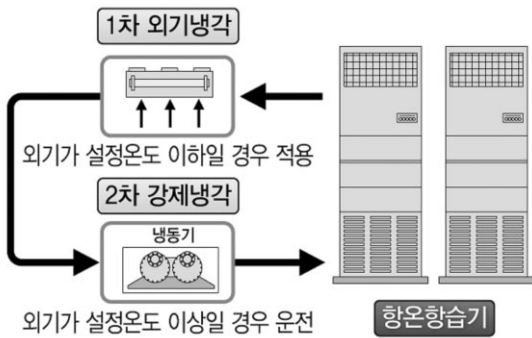 1차 외기냉각
외기가 설정온도 이하일 경우 적용
2차 강제냉각
냉동기
외기가 설정온도 이상일 경우 운전
항온항습기